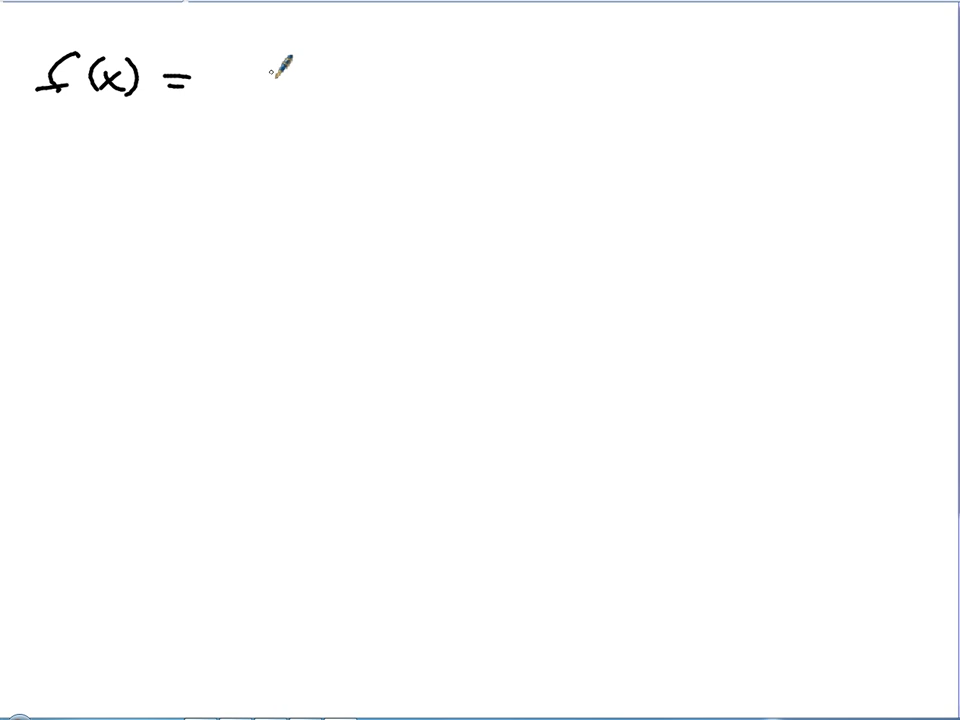 f(x) =